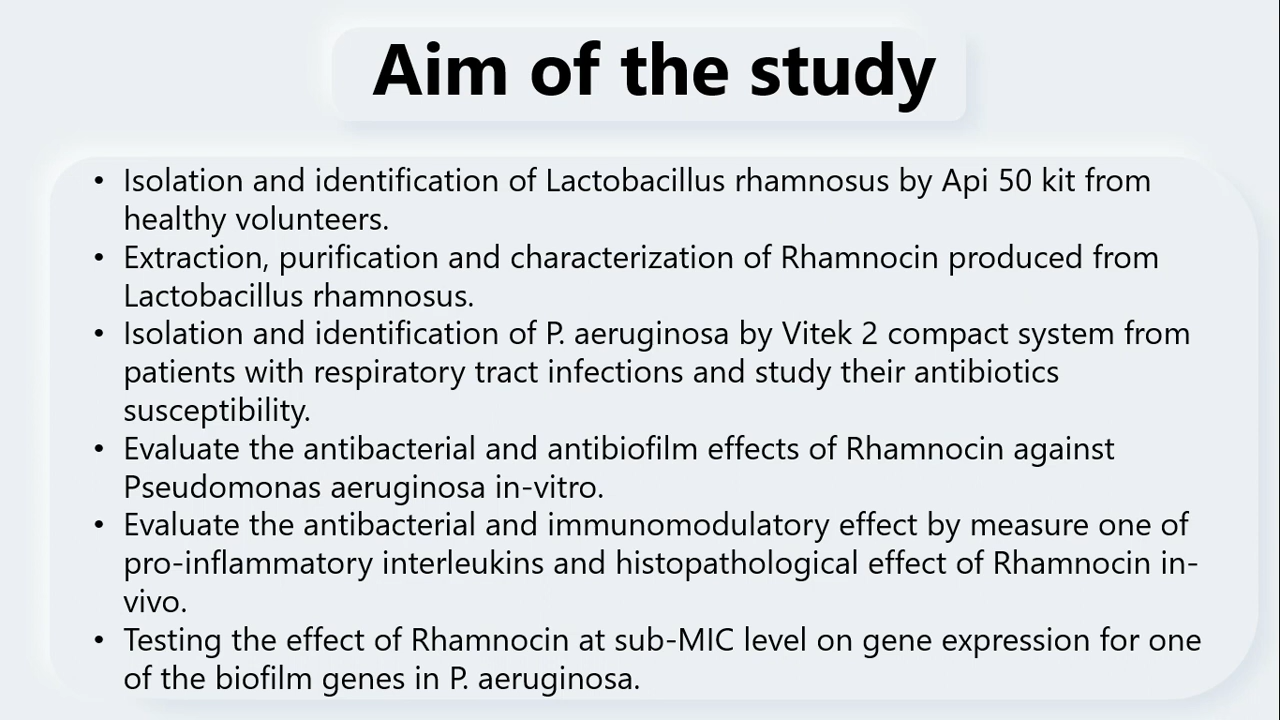 Aim of the study
• Isolation and identification of Lactobacillus rhamnosus by Api 50 kit from
healthy volunteers.
• Extraction, purification and characterization of Rhamnocin produced from
Lactobacillus rhamnosus.
• Isolation and identification of P. aeruginosa by Vitek 2 compact system from
patients with respiratory tract infections and study their antibiotics
susceptibility.
• Evaluate the antibacterial and antibiofilm effects of Rhamnocin against
Pseudomonas aeruginosa in-vitro.
• Evaluate the antibacterial and immunomodulatory effect by measure one of
pro-inflammatory interleukins and histopathological effect of Rhamnocin in-
vivo.
• Testing the effect of Rhamnocin at sub-MIC level on gene expression for one
of the biofilm genes in P. aeruginosa.